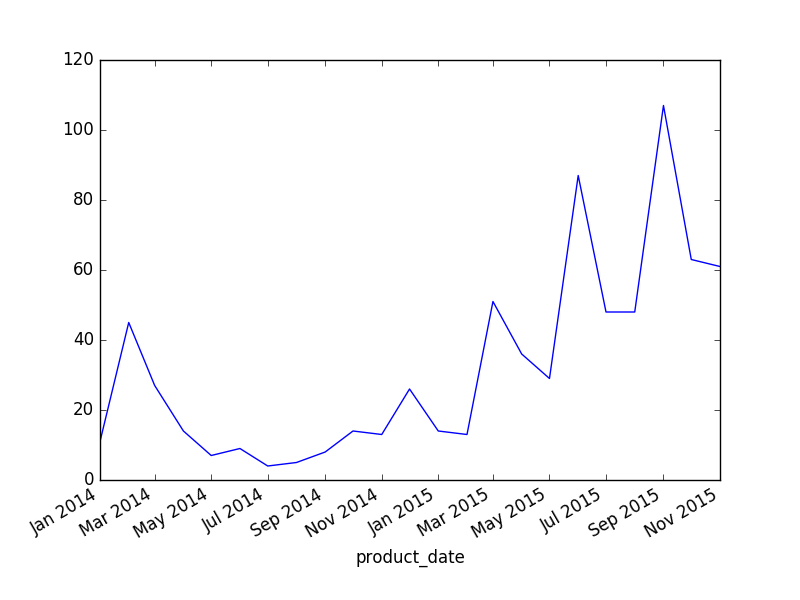 120
100
80
60
40
20
0
Jan 2014
Mar 2014
May 2014
Jul 2014
Sep 2014
Nov 2014
Jan 2015
Mar 2015
May 2015
Jul 2015
Sep 2015
Nov 2015
product_date